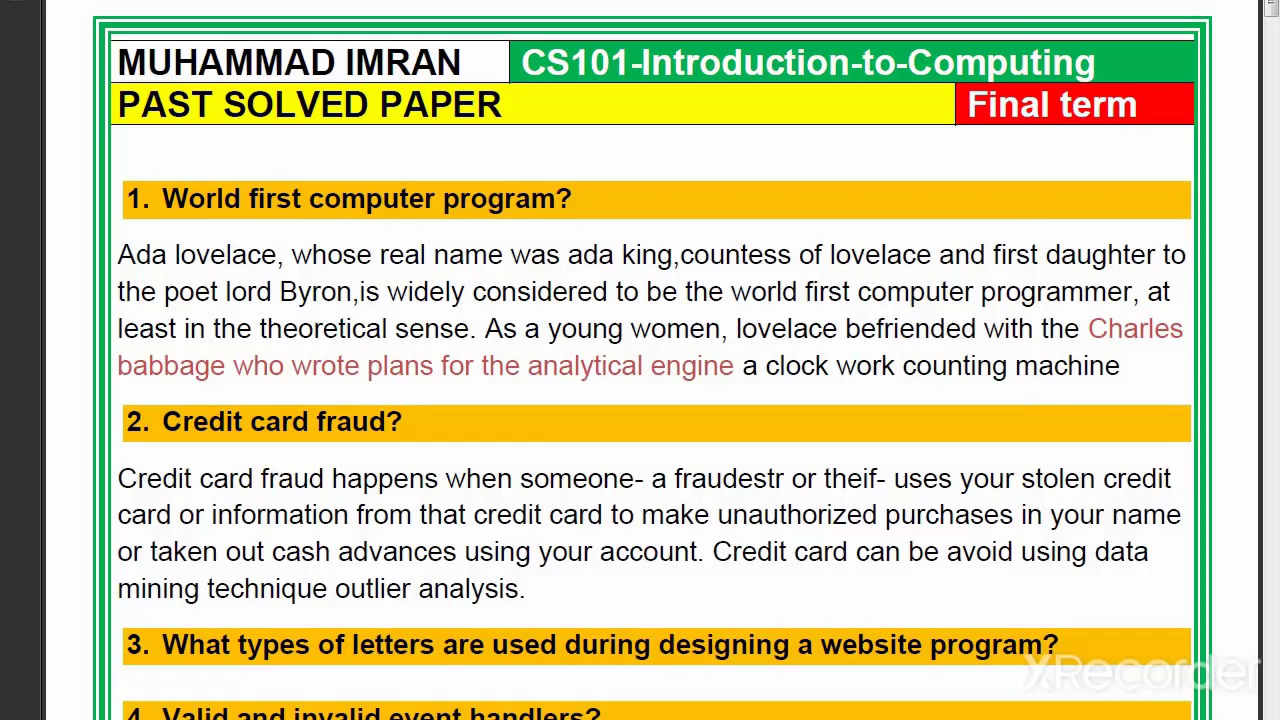 MUHAMMAD IMRAN CS101-Introduction-to-Computing
PAST SOLVED PAPER Final term
1. World first computer program?
Ada lovelace, whose real name was ada king,countess of lovelace and first daughter to
the poet lord Byron,is widely considered to be the world first computer programmer, at
least in the theoretical sense. As a young women, lovelace befriended with the Charles
babbage who wrote plans for the analytical engine a clock work counting machine
2. Credit card fraud?
Credit card fraud happens when someone- a fraudestr or theif- uses your stolen credit
card or information from that credit card to make unauthorized purchases in your name
or taken out cash advances using your account. Credit card can be avoid using data
mining technique outlier analysis.
3. What types of letters are used during designing a website program?
XRecorder
4. Valid and invalid event handlers?